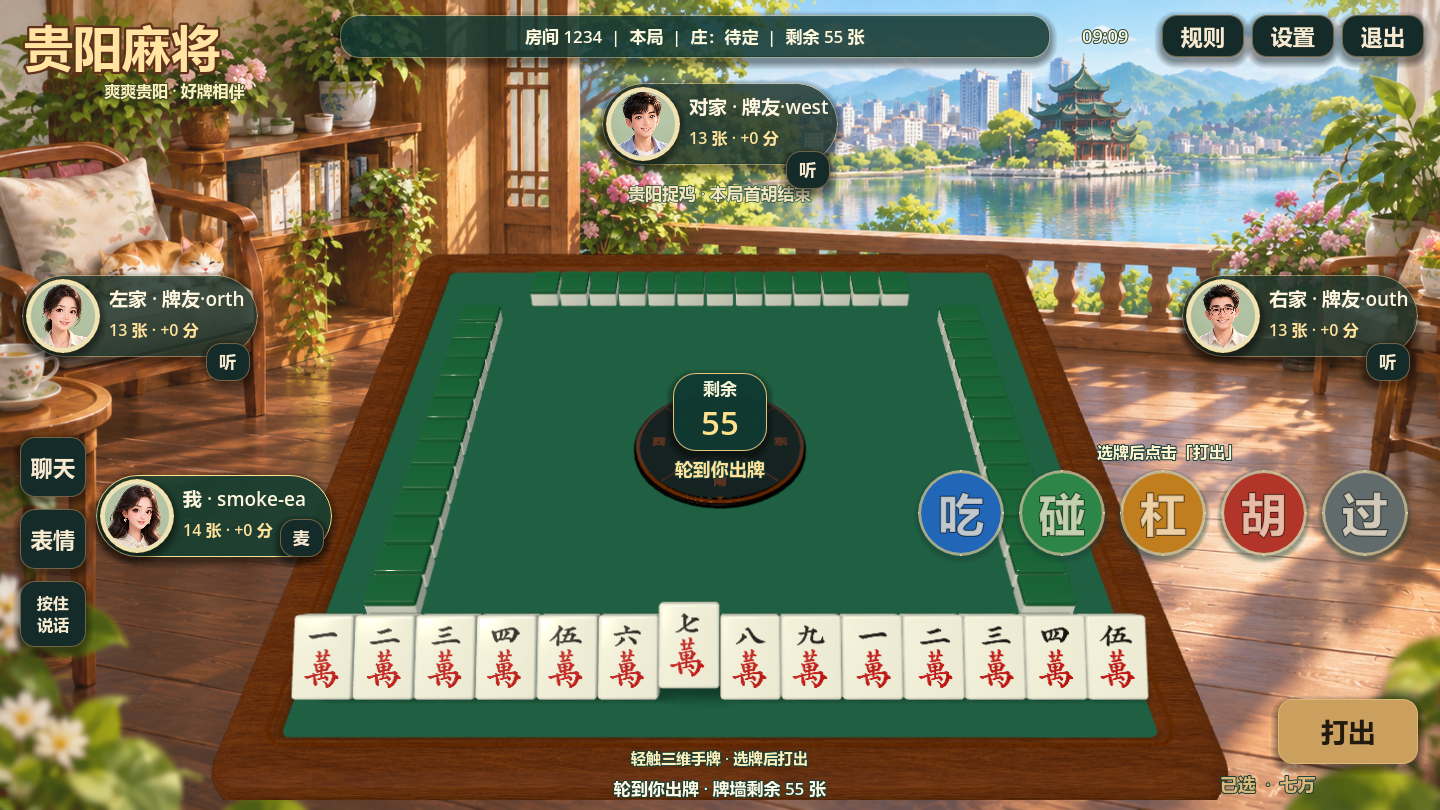 贵阳麻将
爽爽贵阳 · 好牌相伴
房间 1234 | 本局 | 庄：待定 | 剩余 55 张
09:09
规则
设置
退出
对家 · 牌友·west
13 张 · +0 分
听
贵阳捉鸡 · 本局首胡结束
左家 · 牌友·orth
13 张 · +0 分
听
右家 · 牌友·outh
13 张 · +0 分
听
剩余
55
轮到你出牌
西
东
南
聊天
表情
按住
说话
我 · smoke-ea
14 张 · +0 分
麦
选牌后点击「打出」
吃
碰
杠
胡
过
一萬 二萬 三萬 四萬 伍萬 六萬 七萬 八萬 九萬 一萬 二萬 三萬 四萬 伍萬
打出
已选 · 七万
轻触三维手牌 · 选牌后打出
轮到你出牌 · 牌墙剩余 55 张